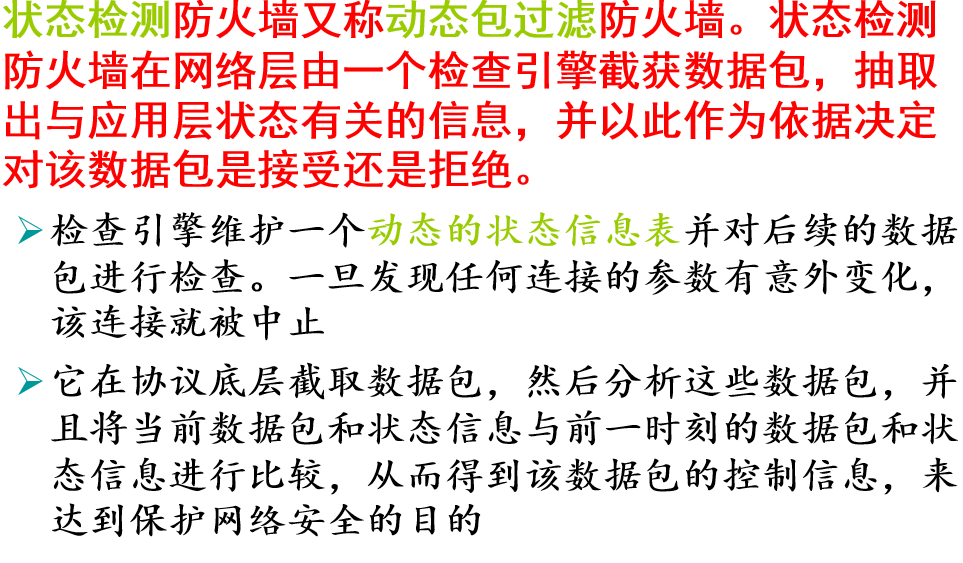 状态检测防火墙又称动态包过滤防火墙。状态检测
防火墙在网络层由一个检查引擎截获数据包，抽取
出与应用层状态有关的信息，并以此作为依据决定
对该数据包是接受还是拒绝。
➢检查引擎维护一个动态的状态信息表并对后续的数据
包进行检查。一旦发现任何连接的参数有意外变化，
该连接就被中止
➢它在协议底层截取数据包，然后分析这些数据包，并
且将当前数据包和状态信息与前一时刻的数据包和状
态信息进行比较，从而得到该数据包的控制信息，来
达到保护网络安全的目的